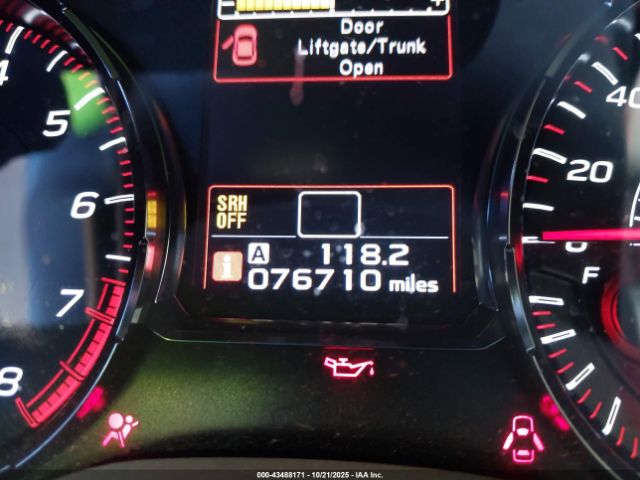 Door
Liftgate/Trunk
Open
- +
4
5
6
7
8
40
20
0
F
SRH
OFF
i A 118.2
076710 miles
000-43488171 - 10/21/2025 - IAA Inc.